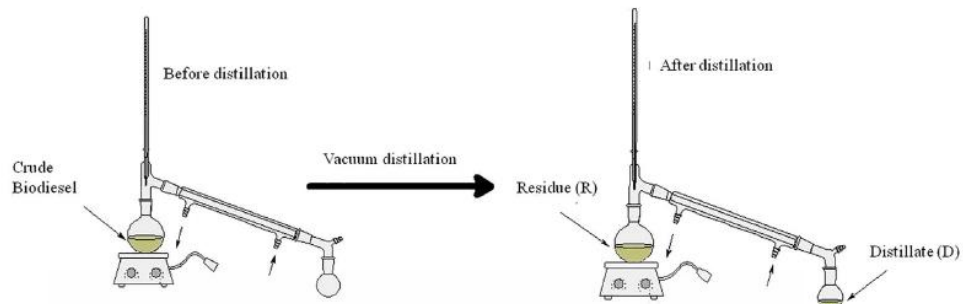 Before distillation
After distillation
Crude
Biodiesel
Vacuum distillation
Residue (R)
Distillate (D)